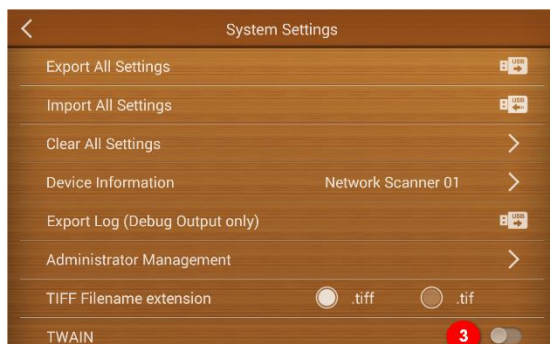 System Settings
Export All Settings USB
Import All Settings USB
Clear All Settings
Device Information Network Scanner 01
Export Log (Debug Output only) USB
Administrator Management
TIFF Filename extension .tiff .tif
TWAIN 3